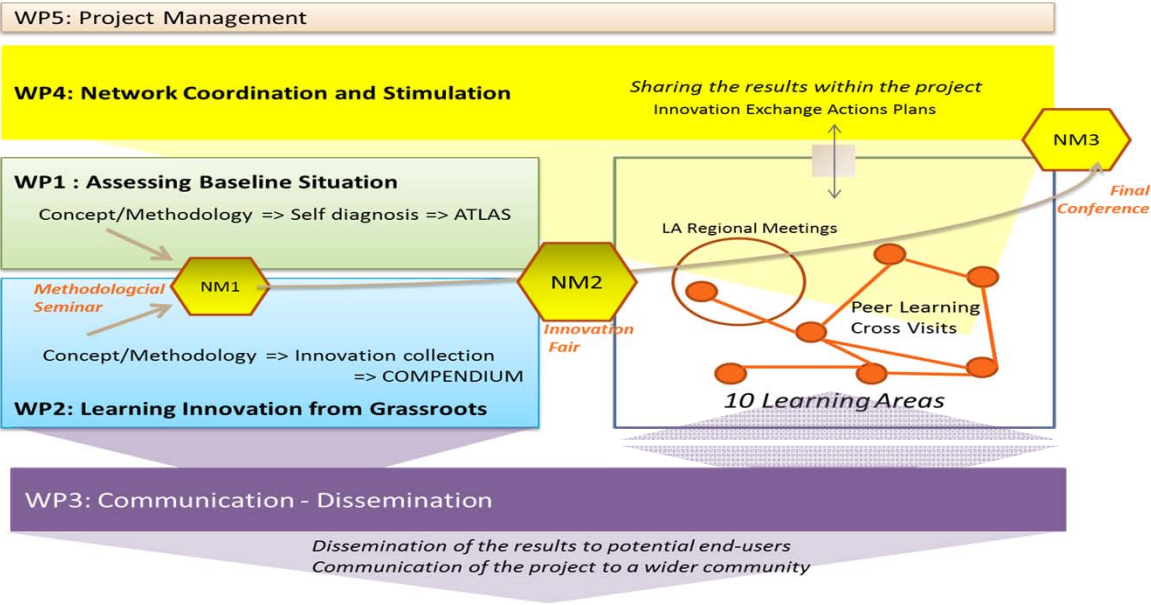 WP5: Project Management
WP4: Network Coordination and Stimulation
Sharing the results within the project
Innovation Exchange Actions Plans
NM3
Final
Conference
WP1 : Assessing Baseline Situation
Concept/Methodology => Self diagnosis => ATLAS
LA Regional Meetings
NM1
NM2
Methodologcial
Seminar
Innovation
Fair
Peer Learning
Cross Visits
Concept/Methodology => Innovation collection
=> COMPENDIUM
WP2: Learning Innovation from Grassroots
10 Learning Areas
WP3: Communication - Dissemination
Dissemination of the results to potential end-users
Communication of the project to a wider community